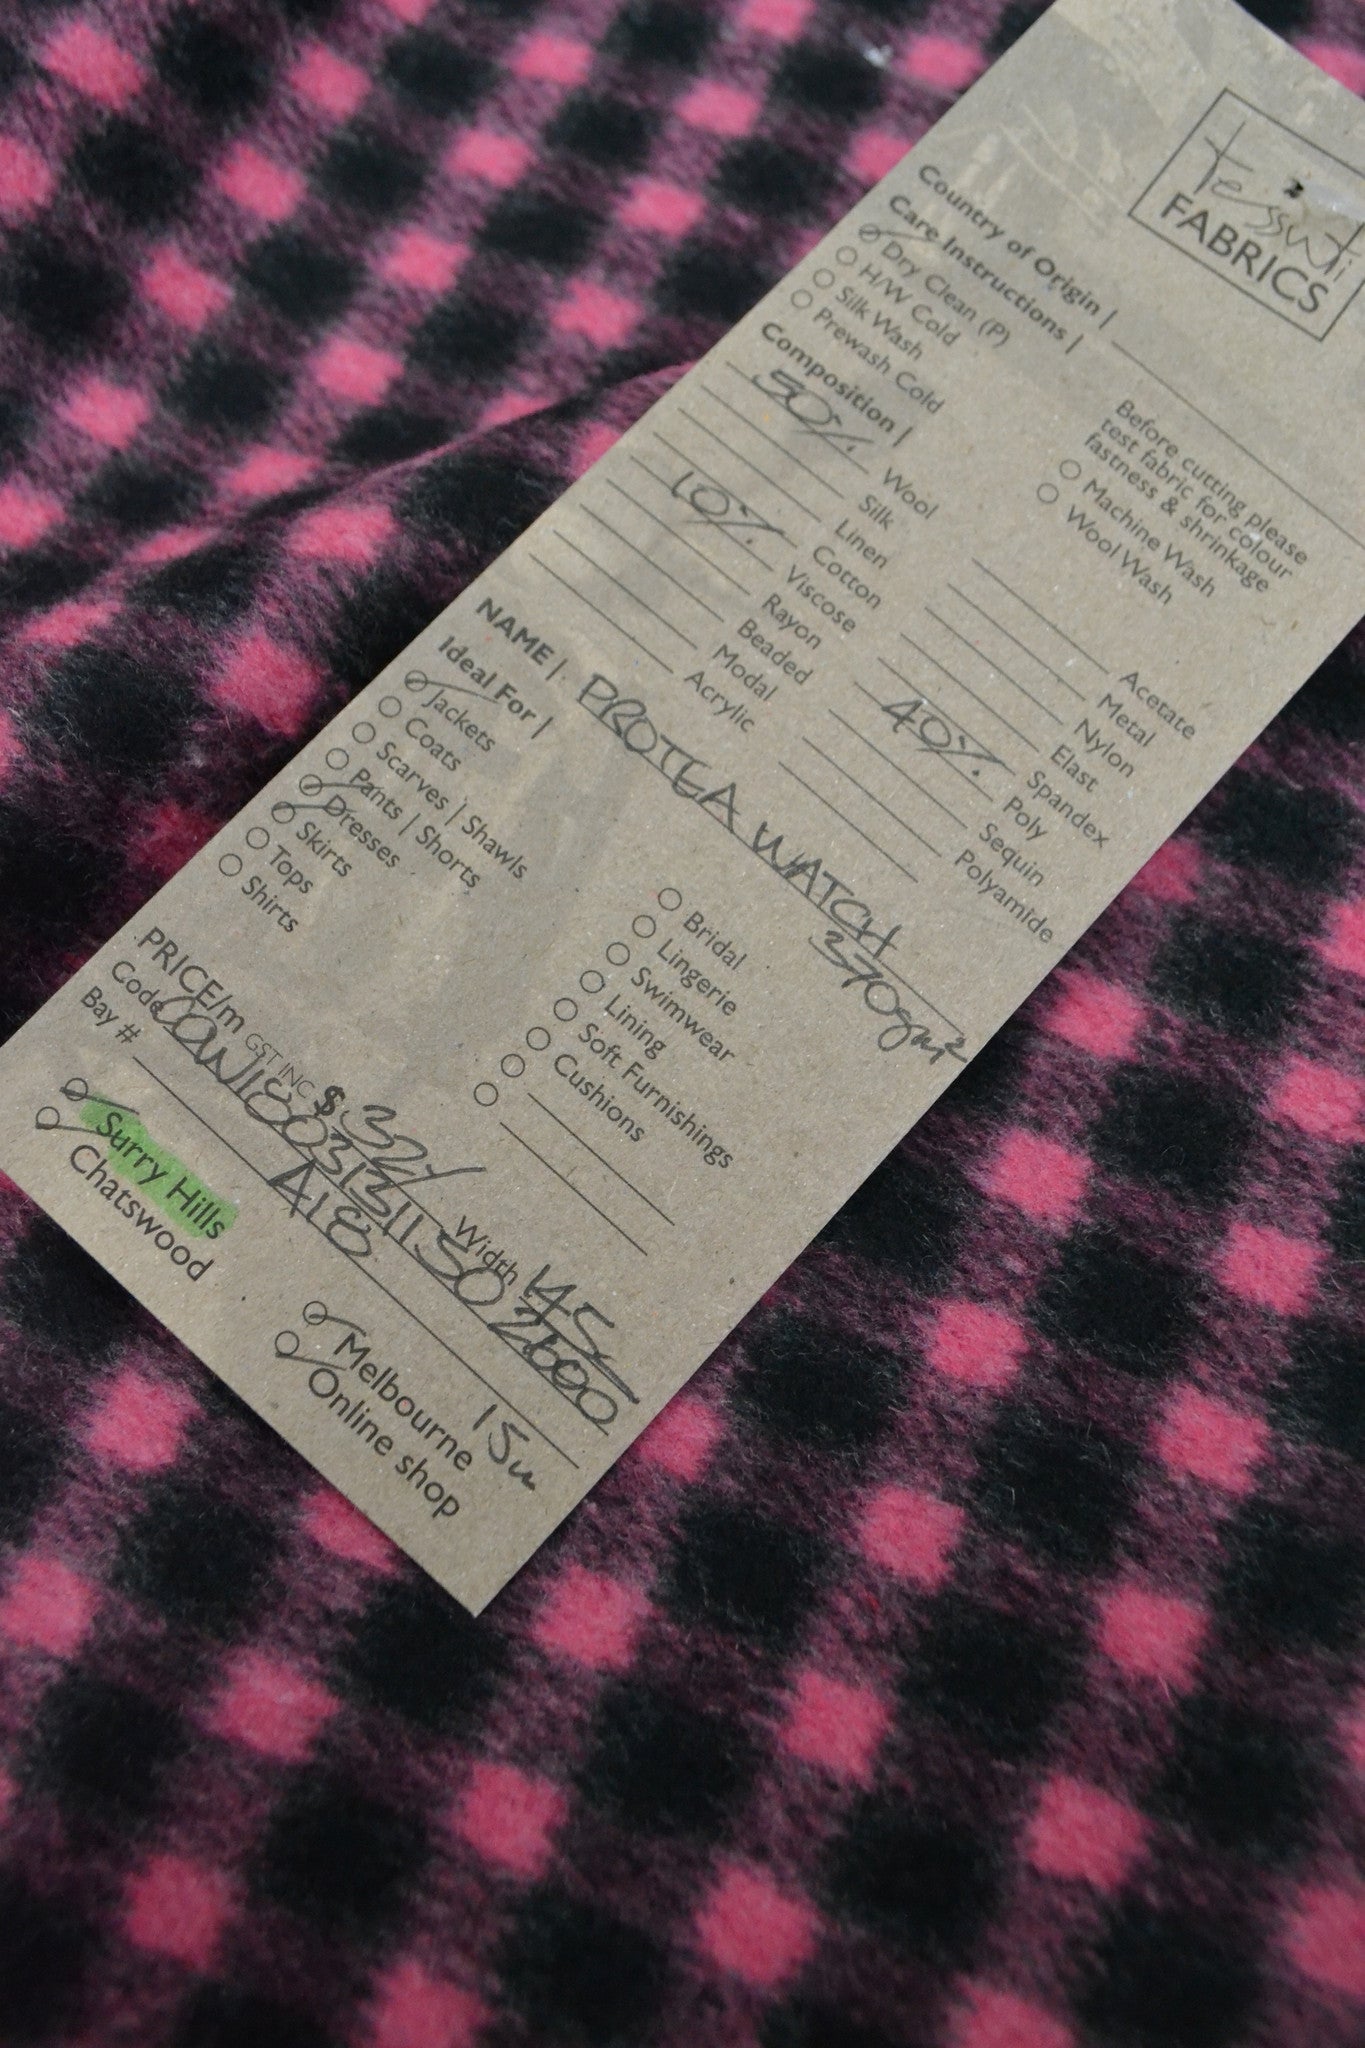 tessuti
FABRICS
Country of Origin |
Care Instructions |
Dry Clean (P)
H/W Cold
Silk Wash
Prewash Cold
Before cutting please
test fabric for colour
fastness & shrinkage
Machine Wash
Wool Wash
Composition |
50% Wool
Silk
Linen
Cotton
10% Viscose
Rayon
Beaded
Modal
Acrylic
Acetate
Metal
Nylon
Elast
Spandex
40% Poly
Sequin
Polyamide
NAME | PROTEA WATCH
370gm²
Ideal For |
Jackets
Coats
Scarves | Shawls
Pants | Shorts
Dresses
Skirts
Tops
Shirts
Bridal
Lingerie
Swimwear
Lining
Soft Furnishings
Cushions
PRICE/m GST INC $ 32/ Width 145
Code 2600
Bay # A18 15m
Surry Hills
Chatswood
Melbourne
Online shop